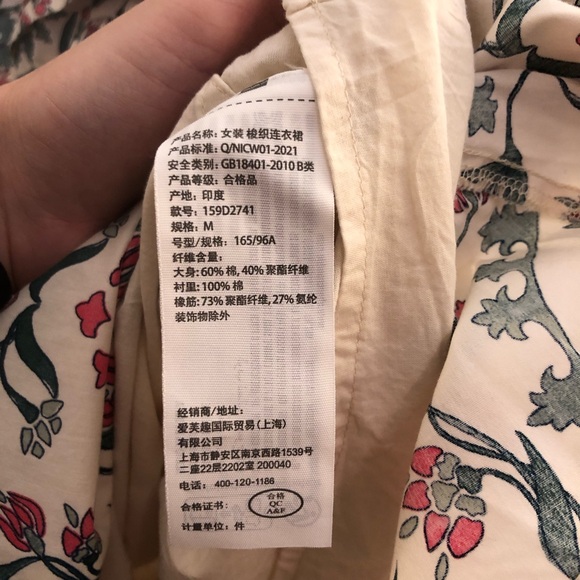 产品名称: 女装 梭织连衣裙
产品标准: Q/NICW01-2021
安全类别: GB18401-2010 B类
产品等级: 合格品
产地: 印度
款号: 159D2741
规格: M
号型/规格: 165/96A
纤维含量:
大身: 60% 棉, 40% 聚酯纤维
衬里: 100% 棉
橡筋: 73% 聚酯纤维, 27% 氨纶
装饰物除外
经销商/地址:
爱芙趣国际贸易(上海)
有限公司
上海市静安区南京西路1539号
二座22层2202室 200040
电话: 400-120-1186
合格证书:
合格
QC
A&F
计量单位: 件